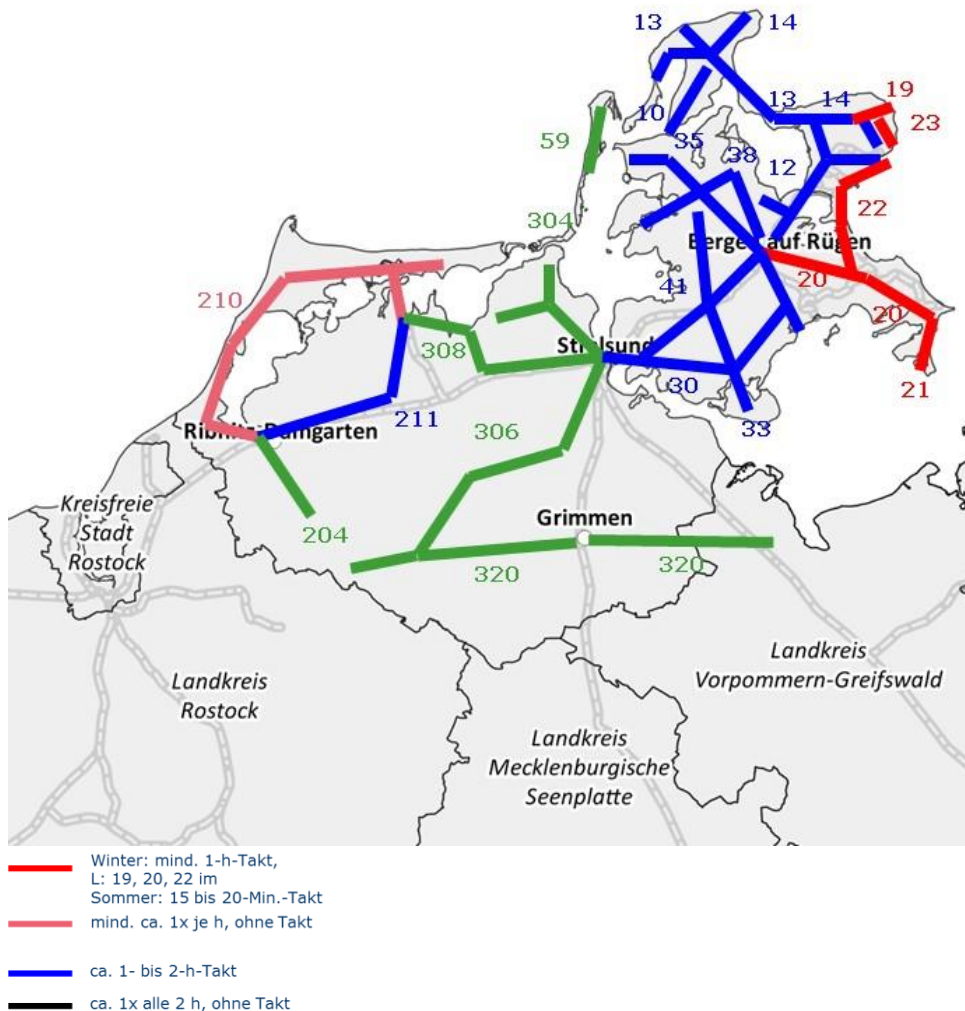 13
14
10
13
14
19
23
59
35
38
12
304
22
Bergen auf Rügen
210
41
20
20
308
Stralsund
21
30
211
306
33
Ribnitz-Damgarten
Kreisfreie
Stadt
Rostock
204
Grimmen
320
320
Landkreis
Vorpommern-Greifswald
Landkreis
Rostock
Landkreis
Mecklenburgische
Seenplatte
Winter: mind. 1-h-Takt,
L: 19, 20, 22 im
Sommer: 15 bis 20-Min.-Takt
mind. ca. 1x je h, ohne Takt
ca. 1- bis 2-h-Takt
ca. 1x alle 2 h, ohne Takt